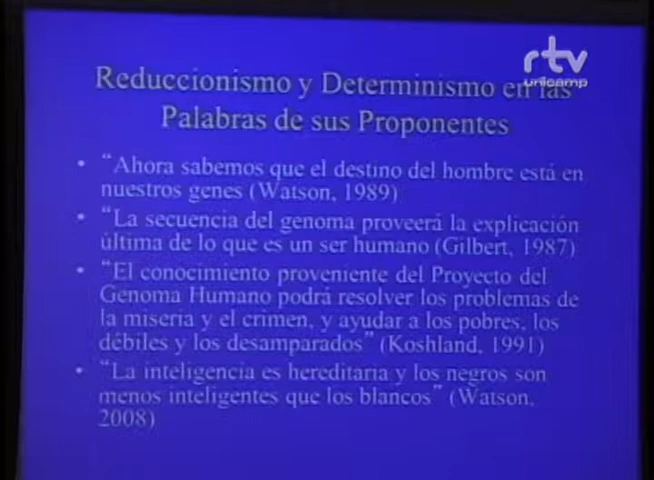 rtv
unicamp
Reduccionismo y Determinismo en las
Palabras de sus Proponentes
• "Ahora sabemos que el destino del hombre está en
nuestros genes (Watson, 1989)
• "La secuencia del genoma proveerá la explicación
última de lo que es un ser humano (Gilbert, 1987)
• "El conocimiento proveniente del Proyecto del
Genoma Humano podrá resolver los problemas de
la miseria y el crimen, y ayudar a los pobres, los
débiles y los desamparados" (Koshland, 1991)
• "La inteligencia es hereditaria y los negros son
menos inteligentes que los blancos" (Watson,
2008)